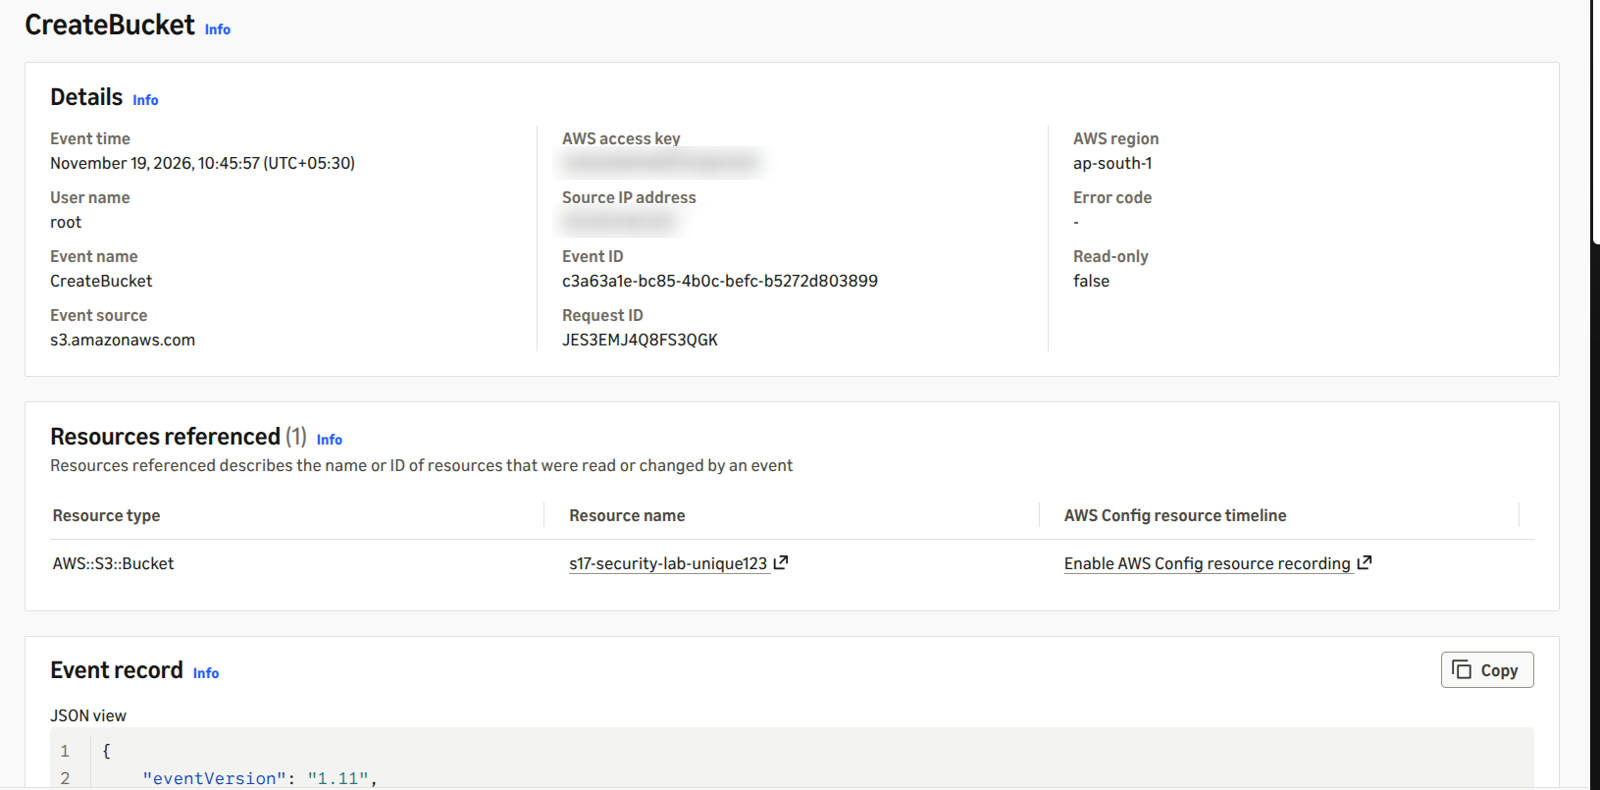 CreateBucket Info
Details Info
Event time
November 19, 2026, 10:45:57 (UTC+05:30)
User name
root
Event name
CreateBucket
Event source
s3.amazonaws.com
AWS access key
Source IP address
Event ID
c3a63a1e-bc85-4b0c-befc-b5272d803899
Request ID
JES3EMJ4Q8FS3QGK
AWS region
ap-south-1
Error code
-
Read-only
false
Resources referenced (1) Info
Resources referenced describes the name or ID of resources that were read or changed by an event
Resource type Resource name AWS Config resource timeline
AWS::S3::Bucket s17-security-lab-unique123 Enable AWS Config resource recording
Event record Info
Copy
JSON view
1 {
2 "eventVersion": "1.11",